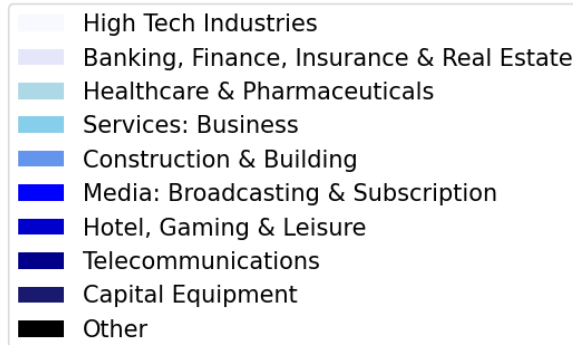 High Tech Industries
Banking, Finance, Insurance & Real Estate
Healthcare & Pharmaceuticals
Services: Business
Construction & Building
Media: Broadcasting & Subscription
Hotel, Gaming & Leisure
Telecommunications
Capital Equipment
Other